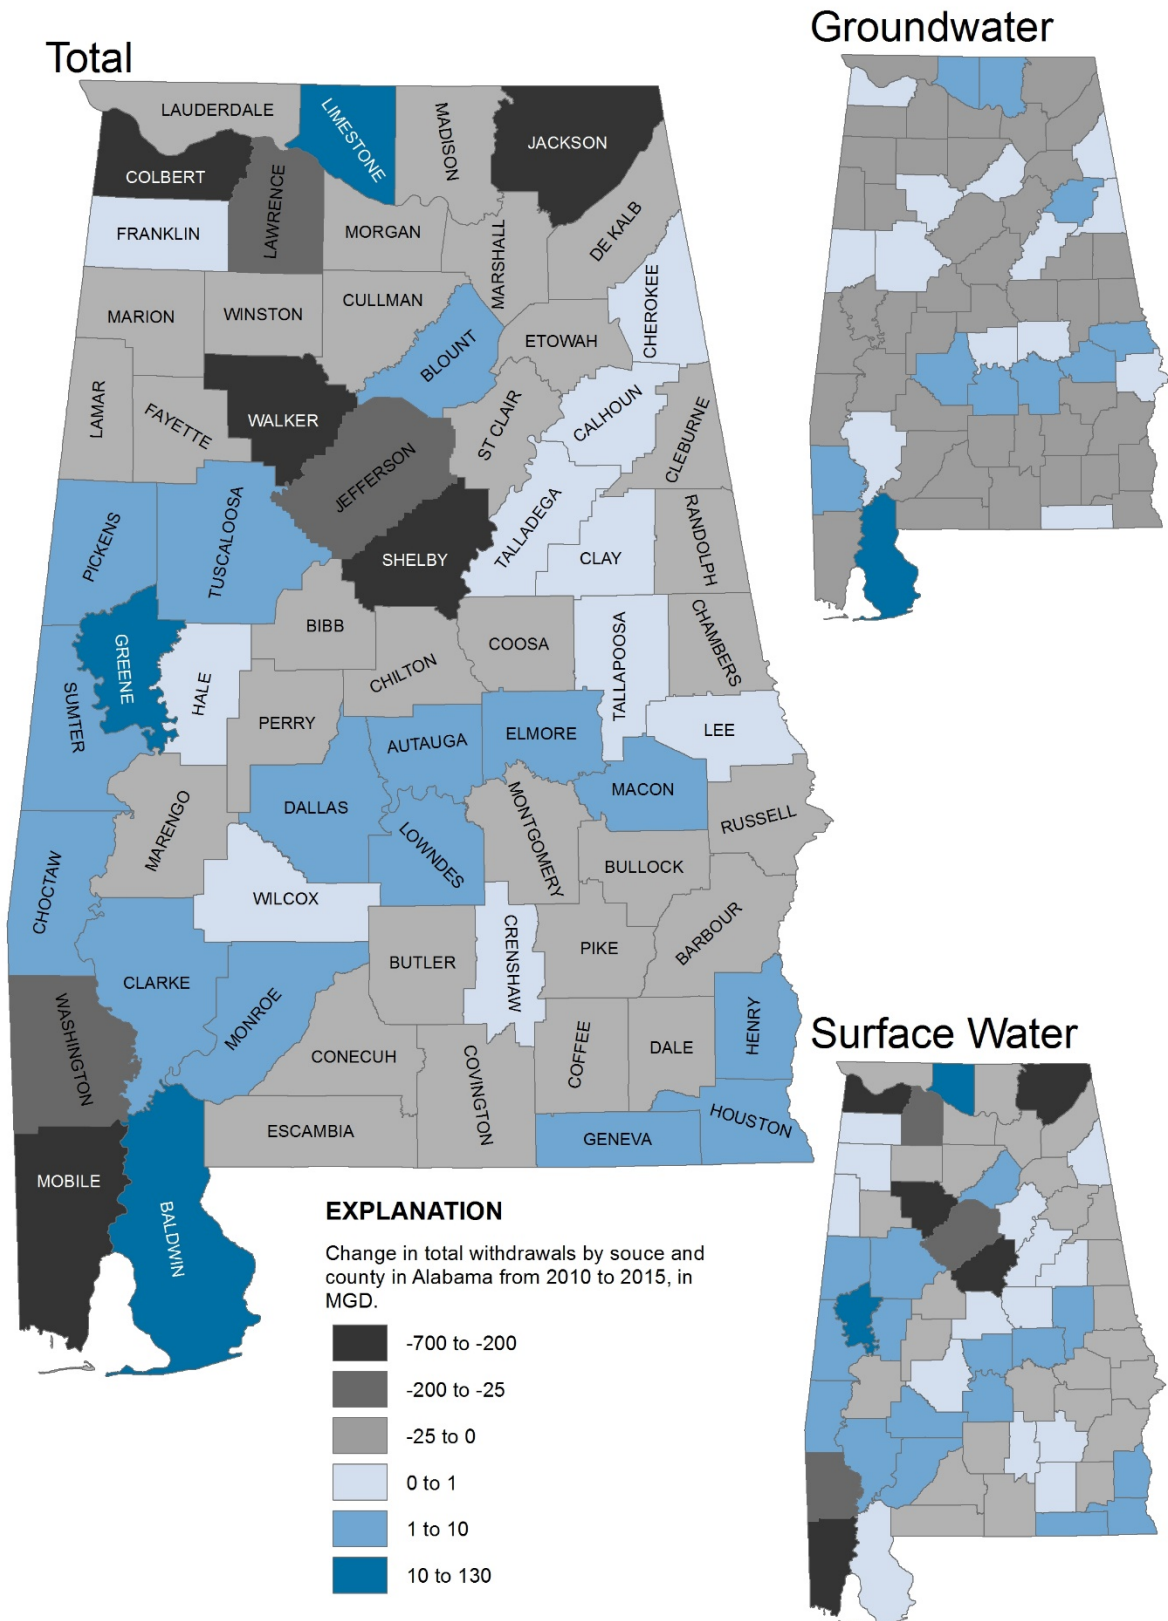 Total
Groundwater
LAUDERDALE
LIMESTONE
MADISON
JACKSON
COLBERT
LAWRENCE
FRANKLIN
MORGAN
MARSHALL
DE KALB
MARION
WINSTON
CULLMAN
CHEROKEE
BLOUNT
ETOWAH
LAMAR
FAYETTE
WALKER
ST CLAIR
CALHOUN
CLEBURNE
JEFFERSON
PICKENS
TUSCALOOSA
TALLADEGA
RANDOLPH
SHELBY
CLAY
GREENE
BIBB
COOSA
CHAMBERS
SUMTER
HALE
CHILTON
TALLAPOOSA
PERRY
AUTAUGA
ELMORE
LEE
DALLAS
MACON
MARENGO
LOWNDES
MONTGOMERY
RUSSELL
BULLOCK
CHOCTAW
WILCOX
BARBOUR
CLARKE
BUTLER
CRENSHAW
PIKE
MONROE
HENRY
WASHINGTON
CONECUH
COVINGTON
COFFEE
DALE
Surface Water
ESCAMBIA
GENEVA
HOUSTON
MOBILE
BALDWIN
EXPLANATION
Change in total withdrawals by souce and
county in Alabama from 2010 to 2015, in
MGD.
-700 to -200
-200 to -25
-25 to 0
0 to 1
1 to 10
10 to 130